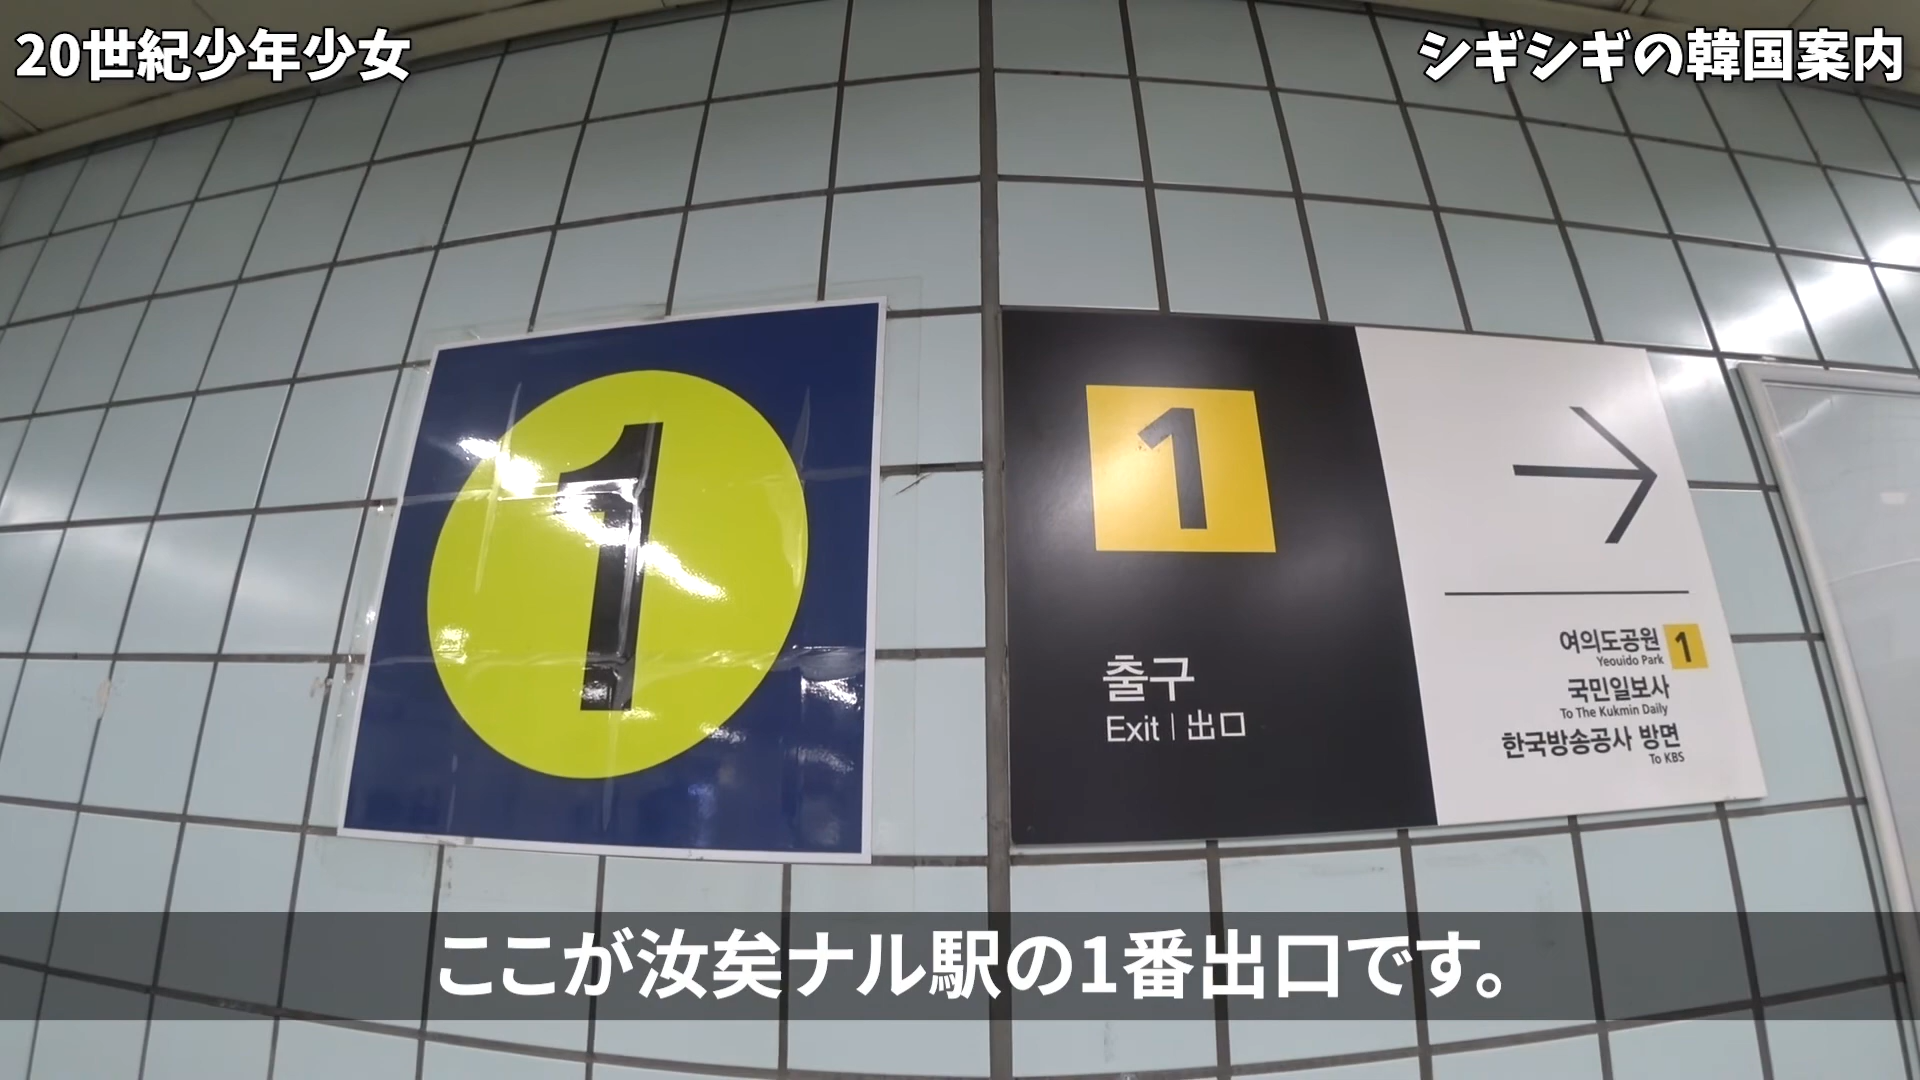 20世紀少年少女
シギシギの韓国案内
1
1
출구
Exit | 出口
여의도공원 1
Yeouido Park
국민일보사
To The Kukmin Daily
한국방송공사 방면
To KBS
ここが汝矣ナル駅の1番出口です。